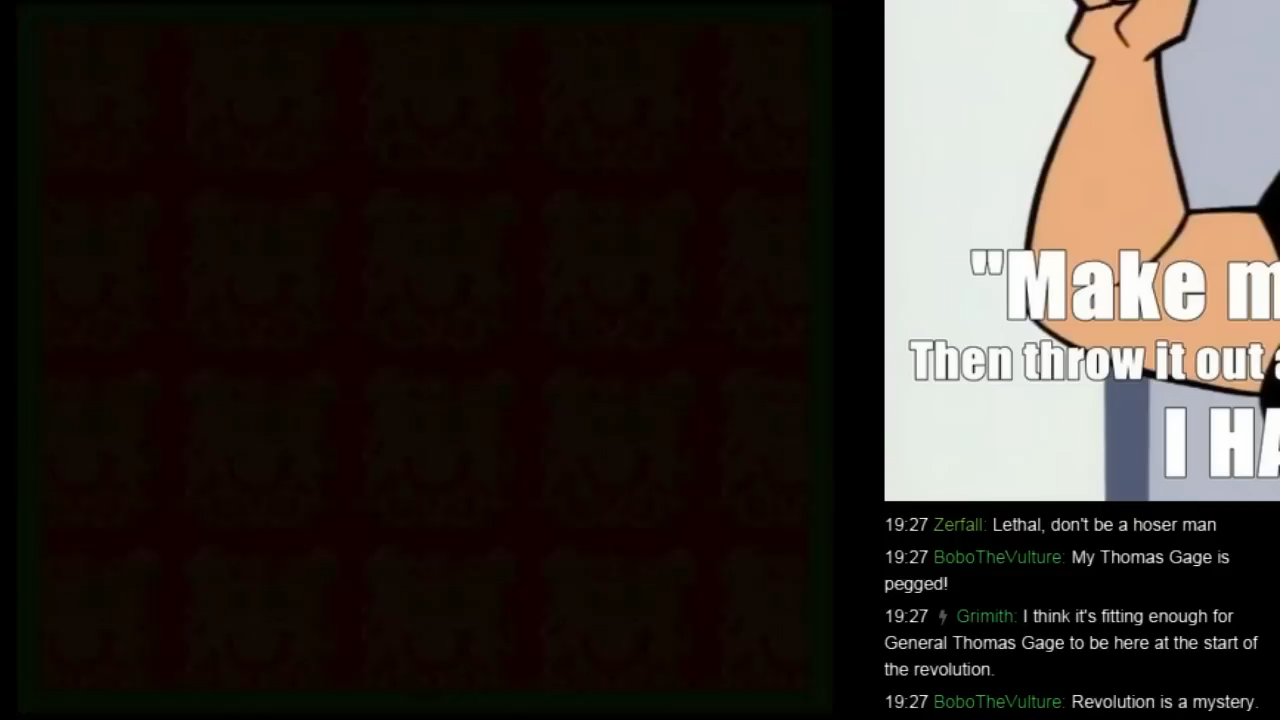 "Make m
Then throw it out a
I HA
19:27 Zerfall: Lethal, don't be a hoser man
19:27 BoboTheVulture: My Thomas Gage is
pegged!
19:27 Grimith: I think it's fitting enough for
General Thomas Gage to be here at the start of
the revolution.
19:27 BoboTheVulture: Revolution is a mystery.